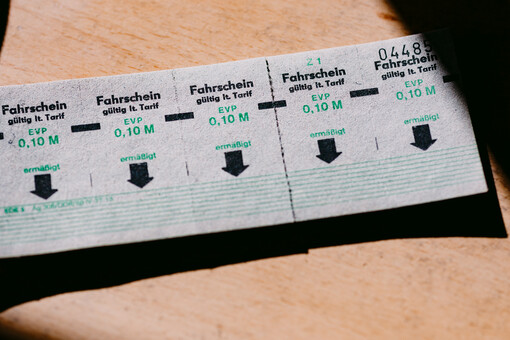 Fahrschein
gültig lt. Tarif
EVP
0,10 M
ermäßigt
Fahrschein
gültig lt. Tarif
EVP
0,10 M
ermäßigt
Fahrschein
gültig lt. Tarif
EVP
0,10 M
ermäßigt
21
Fahrschein
gültig lt. Tarif
EVP
0,10 M
ermäßigt
04485
Fahrschein
gültig lt. Tarif
EVP
0,10 M
ermäßigt